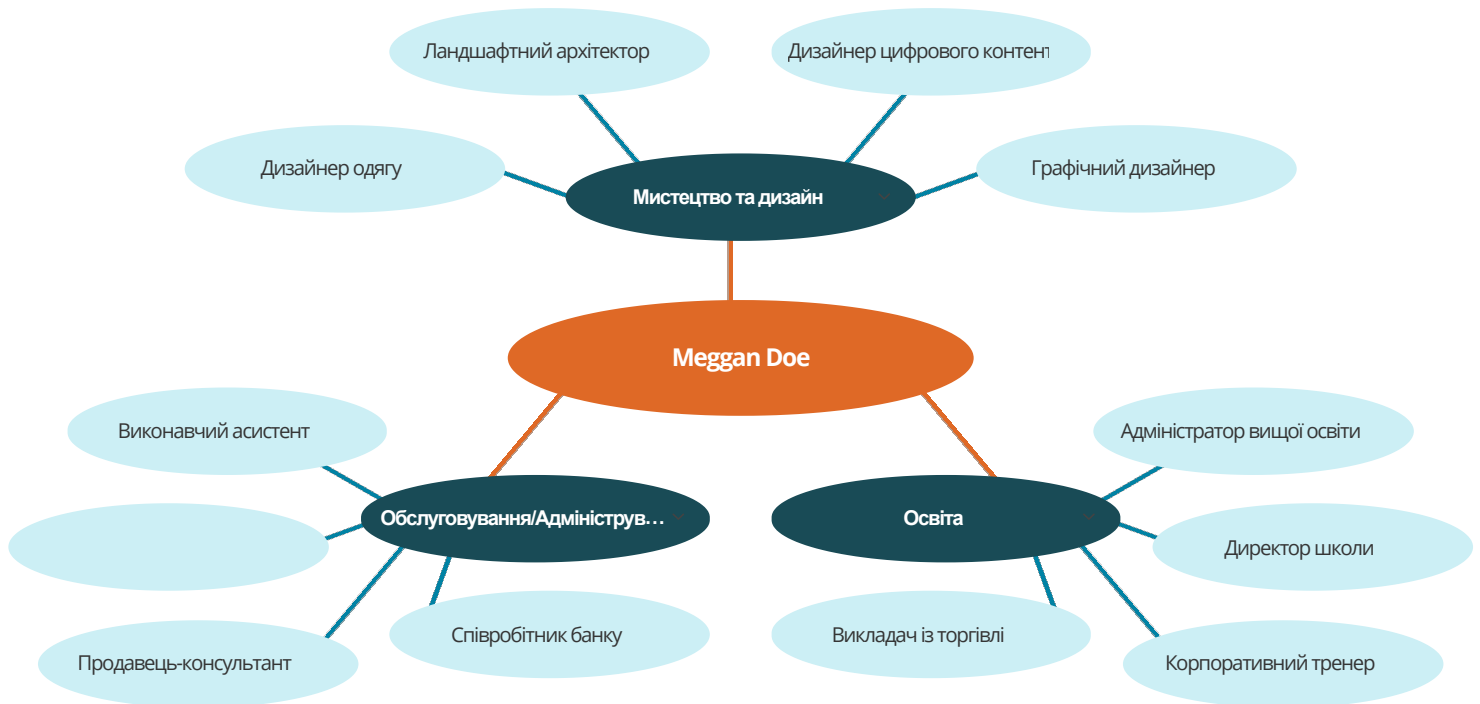 Ландшафтний архітектор
Дизайнер цифрового контент
Дизайнер одягу
Графічний дизайнер
Мистецтво та дизайн
Meggan Doe
Виконавчий асистент
Адміністратор вищої освіти
Обслуговування/Адмініструв…
Освіта
Директор школи
Співробітник банку
Викладач із торгівлі
Продавець-консультант
Корпоративний тренер